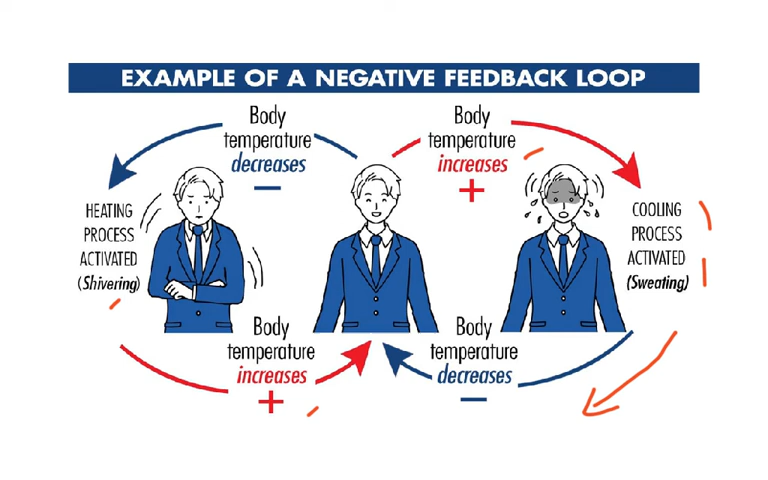 EXAMPLE OF A NEGATIVE FEEDBACK LOOP
Body
temperature
decreases
–
Body
temperature
increases
+
HEATING
PROCESS
ACTIVATED
(Shivering)
COOLING
PROCESS
ACTIVATED
(Sweating)
Body
temperature
increases
+
Body
temperature
decreases
–